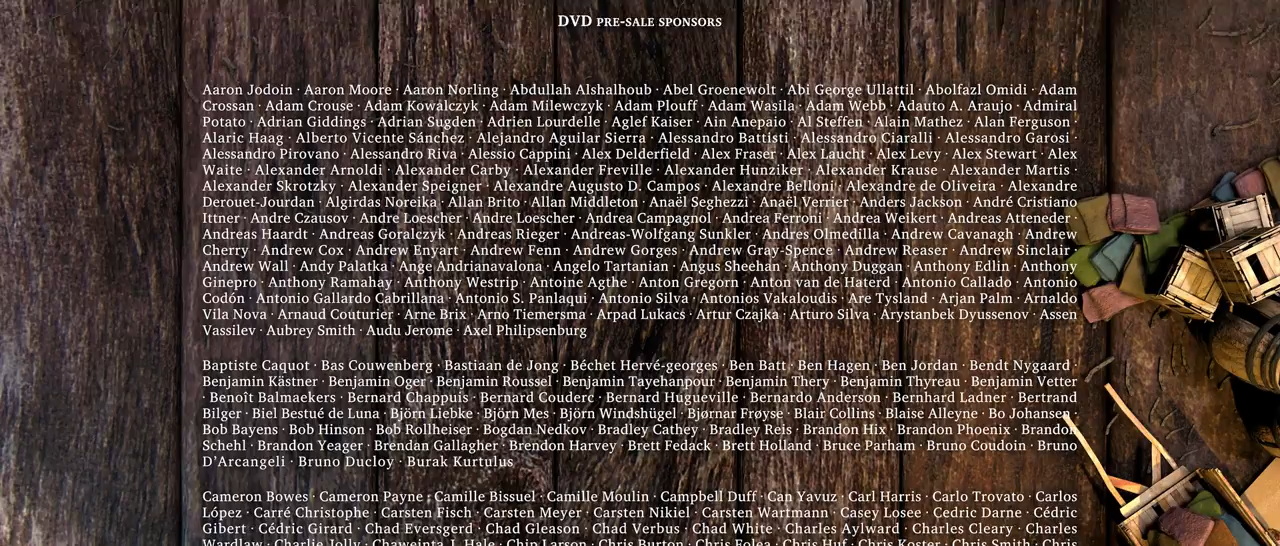 DVD PRE-SALE SPONSORS
Aaron Jodoin · Aaron Moore · Aaron Norling · Abdullah Alshalhoub · Abel Groenewolt · Abi George Ullattil · Abolfazl Omidi · Adam
Crossan · Adam Crouse · Adam Kowalczyk · Adam Milewczyk · Adam Plouff · Adam Wasila · Adam Webb · Adauto A. Araujo · Admiral
Potato · Adrian Giddings · Adrian Sugden · Adrien Lourdelle · Aglef Kaiser · Ain Anepaio · Al Steffen · Alain Mathez · Alan Ferguson ·
Alaric Haag · Alberto Vicente Sánchez · Alejandro Aguilar Sierra · Alessandro Battisti · Alessandro Ciaralli · Alessandro Garosi ·
Alessandro Pirovano · Alessandro Riva · Alessio Cappini · Alex Delderfield · Alex Fraser · Alex Laucht · Alex Levy · Alex Stewart · Alex
Waite · Alexander Arnoldi · Alexander Carby · Alexander Freville · Alexander Hunziker · Alexander Krause · Alexander Martis ·
Alexander Skrotzky · Alexander Speigner · Alexandre Augusto D. Campos · Alexandre Belloni · Alexandre de Oliveira · Alexandre
Derouet-Jourdan · Algirdas Noreika · Allan Brito · Allan Middleton · Anaël Seghezzi · Anaël Verrier · Anders Jackson · André Cristiano
Ittner · Andre Czausov · Andre Loescher · Andre Loescher · Andrea Campagnol · Andrea Ferroni · Andrea Weikert · Andreas Atteneder ·
Andreas Haardt · Andreas Goralczyk · Andreas Rieger · Andreas-Wolfgang Sunkler · Andres Olmedilla · Andrew Cavanagh · Andrew
Cherry · Andrew Cox · Andrew Enyart · Andrew Fenn · Andrew Gorges · Andrew Gray-Spence · Andrew Reaser · Andrew Sinclair ·
Andrew Wall · Andy Palatka · Ange Andrianavalona · Angelo Tartanian · Angus Sheehan · Anthony Duggan · Anthony Edlin · Anthony
Ginepro · Anthony Ramahay · Anthony Westrip · Antoine Agthe · Anton Gregorn · Anton van de Haterd · Antonio Callado · Antonio
Codón · Antonio Gallardo Cabrillana · Antonio S. Panlaqui · Antonio Silva · Antonios Vakaloudis · Are Tysland · Arjan Palm · Arnaldo
Vila Nova · Arnaud Couturier · Arne Brix · Arno Tiemersma · Arpad Lukacs · Artur Czajka · Arturo Silva · Arystanbek Dyussenov · Assen
Vassilev · Aubrey Smith · Audu Jerome · Axel Philipsenburg
Baptiste Caquot · Bas Couwenberg · Bastiaan de Jong · Béchet Hervé-georges · Ben Batt · Ben Hagen · Ben Jordan · Bendt Nygaard ·
Benjamin Kästner · Benjamin Oger · Benjamin Roussel · Benjamin Tayehanpour · Benjamin Thery · Benjamin Thyreau · Benjamin Vetter
· Benoît Balmaekers · Bernard Chappuis · Bernard Couderc · Bernard Hugueville · Bernardo Anderson · Bernhard Ladner · Bertrand
Bilger · Biel Bestué de Luna · Björn Liebke · Björn Mes · Björn Windshügel · Bjørnar Frøyse · Blair Collins · Blaise Alleyne · Bo Johansen ·
Bob Bayens · Bob Hinson · Bob Rollheiser · Bogdan Nedkov · Bradley Cathey · Bradley Reis · Brandon Hix · Brandon Phoenix · Brandon
Schehl · Brandon Yeager · Brendan Gallagher · Brendon Harvey · Brett Fedack · Brett Holland · Bruce Parham · Bruno Coudoin · Bruno
D'Arcangeli · Bruno Ducloy · Burak Kurtulus
Cameron Bowes · Cameron Payne · Camille Bissuel · Camille Moulin · Campbell Duff · Can Yavuz · Carl Harris · Carlo Trovato · Carlos
López · Carré Christophe · Carsten Fisch · Carsten Meyer · Carsten Nikiel · Carsten Wartmann · Casey Losee · Cedric Darne · Cédric
Gibert · Cédric Girard · Chad Eversgerd · Chad Gleason · Chad Verbus · Chad White · Charles Aylward · Charles Cleary · Charles
Wardlaw · Charlie Jolly · Chaweinta J. Hale · Chip Larson · Chris Burton · Chris Folea · Chris Huf · Chris Koster · Chris Smith · Chris